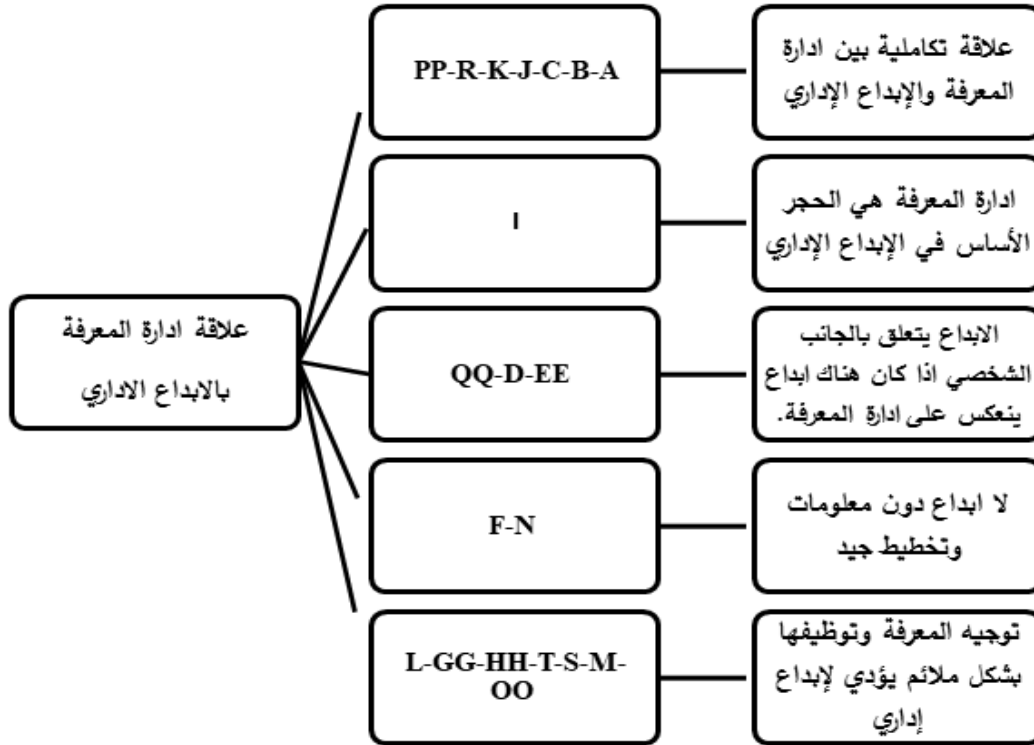 علاقة ادارة المعرفة
بالابداع الاداري
PP-R-K-J-C-B-A
علاقة تكاملية بين ادارة
المعرفة والإبداع الإداري
I
ادارة المعرفة هي الحجر
الأساس في الإبداع الإداري
QQ-D-EE
الابداع يتعلق بالجانب
الشخصي اذا كان هناك ابداع
ينعكس على ادارة المعرفة.
F-N
لا ابداع دون معلومات
وتخطيط جيد
L-GG-HH-T-S-M-
OO
توجيه المعرفة وتوظيفها
بشكل ملائم يؤدي لإبداع
إداري